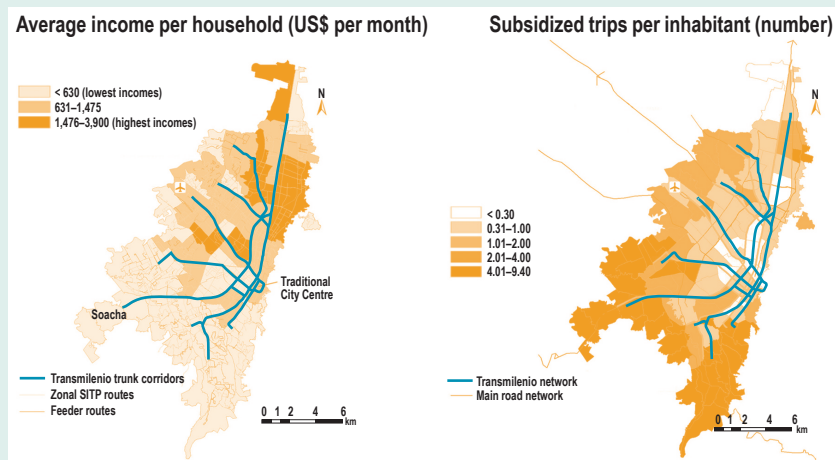 Average income per household (US$ per month)
< 630 (lowest incomes)
631–1,475
1,476–3,900 (highest incomes)
N
Traditional
City Centre
Soacha
Transmilenio trunk corridors
Zonal SITP routes
Feeder routes
0 1 2 4 6
km
Subsidized trips per inhabitant (number)
N
< 0.30
0.31–1.00
1.01–2.00
2.01–4.00
4.01–9.40
Transmilenio network
Main road network
0 1 2 4 6
km